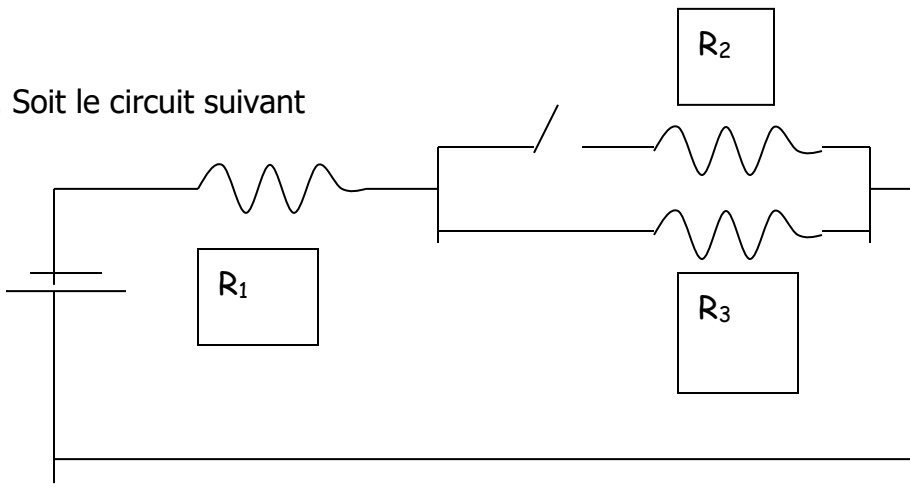 R₂
Soit le circuit suivant
R₁
R₃